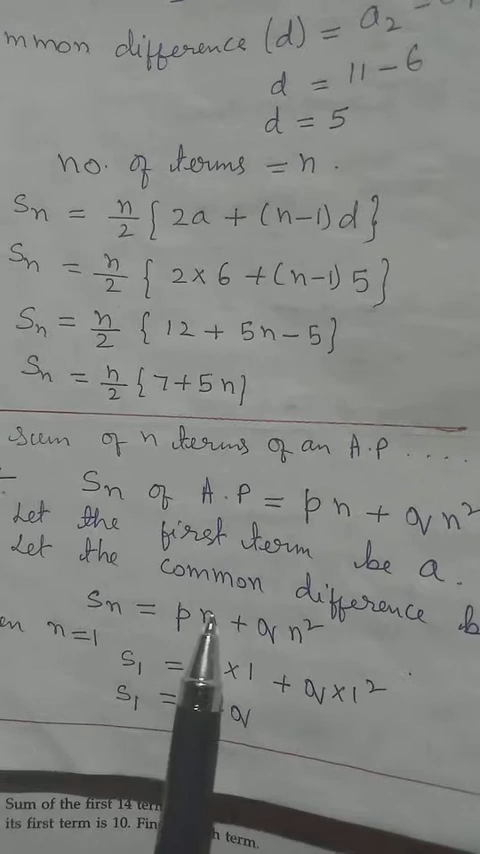 mmon difference (d) = a₂ -
d = 11 - 6
d = 5
no. of terms = n.
Sn = n/2 { 2a + (n-1) d }
Sn = n/2 { 2 × 6 + (n-1) 5 }
Sn = n/2 { 12 + 5n - 5 }
Sn = n/2 { 7 + 5n }
sum of n terms of an A.P ....
Sn of A.P = pn + qn²
Let the first term be a.
Let the common difference b
Sn = pn + qn²
en n=1
S₁ = ×1 + q×1²
S₁ = q
Sum of the first 14
its first term is 10. term.